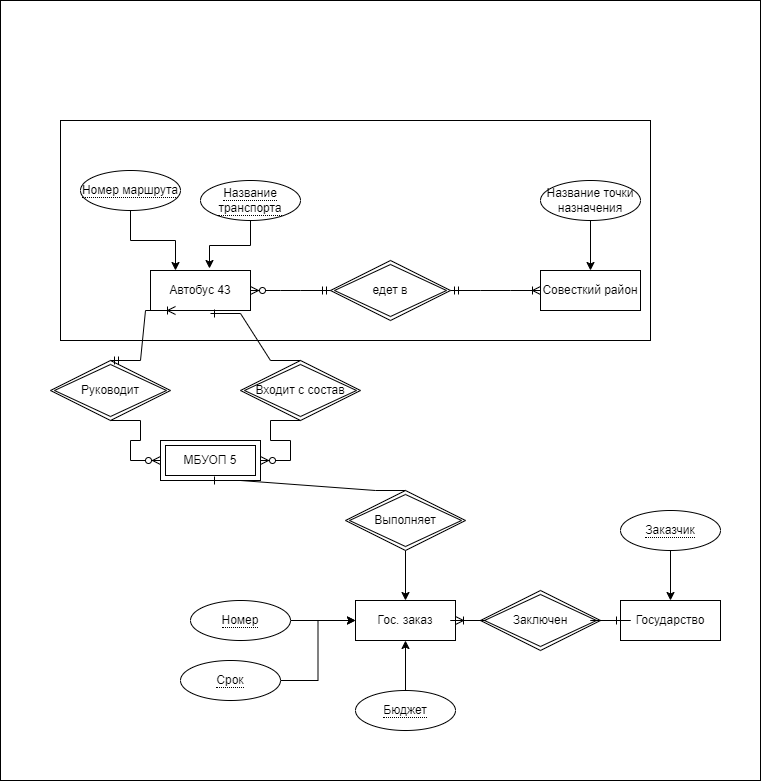 Номер маршрута
Название
транспорта
Название точки
назначения
Автобус 43
едет в
Совесткий район
Руководит
Входит с состав
МБУОП 5
Выполняет
Заказчик
Номер
Гос. заказ
Заключен
Государство
Срок
Бюджет